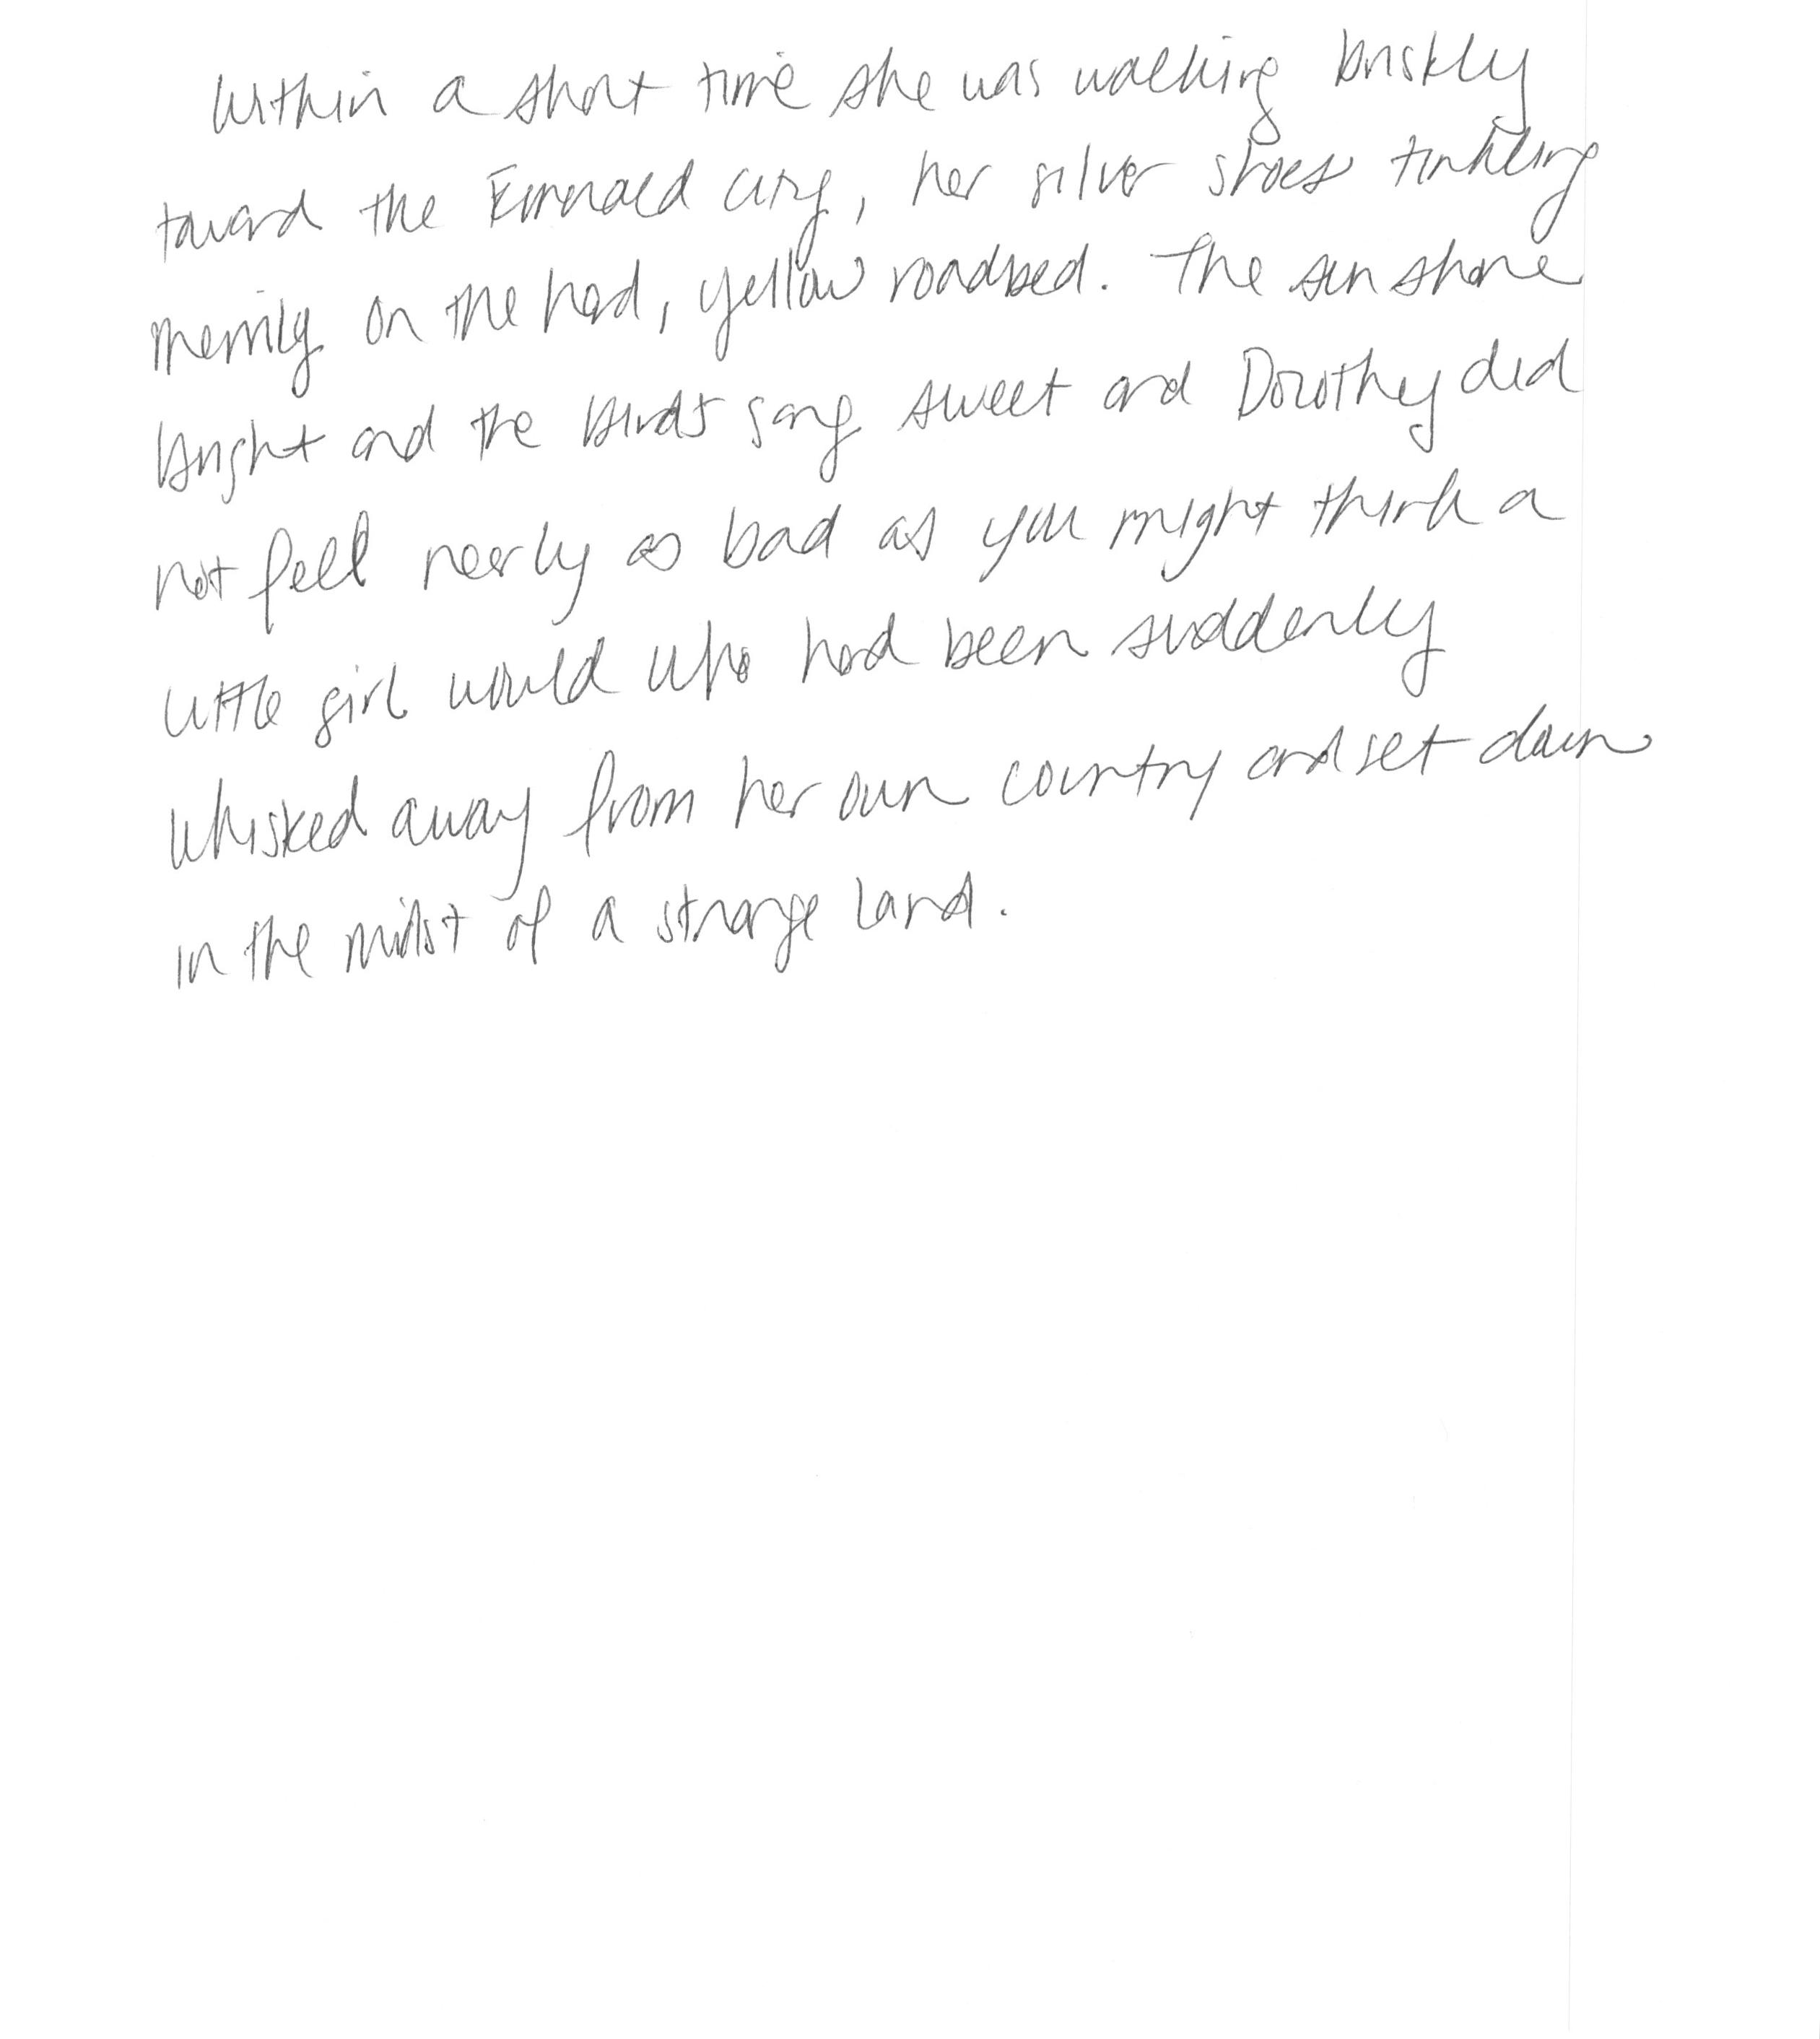 Within a short time she was walking briskly
toward the Emerald City, her silver shoes tinkling
merrily on the hard, yellow roadbed. The sun shone
bright and the birds sang sweet and Dorothy did
not feel nearly as bad as you might think a
little girl would who had been suddenly
whisked away from her own country and set down
in the midst of a strange land.